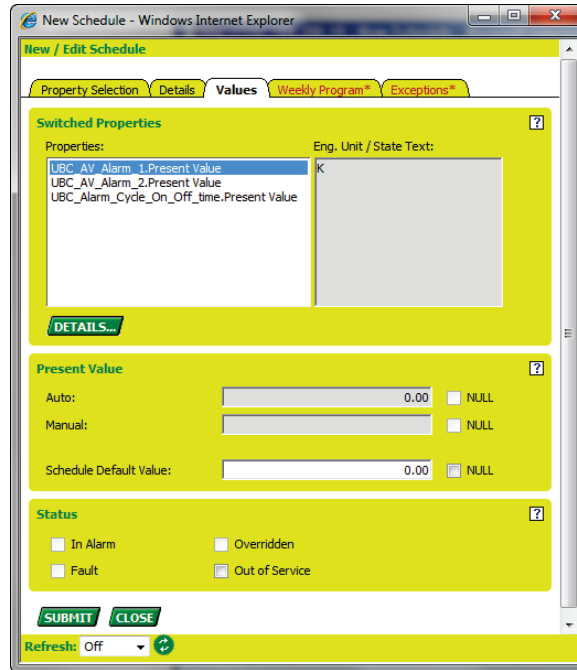 New Schedule - Windows Internet Explorer
New / Edit Schedule
Property Selection Details Values Weekly Program* Exceptions*
Switched Properties ?
Properties: Eng. Unit / State Text:
UBC_AV_Alarm_1.Present Value K
UBC_AV_Alarm_2.Present Value
UBC_Alarm_Cycle_On_Off_time.Present Value
DETAILS...
Present Value ?
Auto: 0.00 NULL
Manual: NULL
Schedule Default Value: 0.00 NULL
Status ?
In Alarm Overridden
Fault Out of Service
SUBMIT CLOSE
Refresh: Off